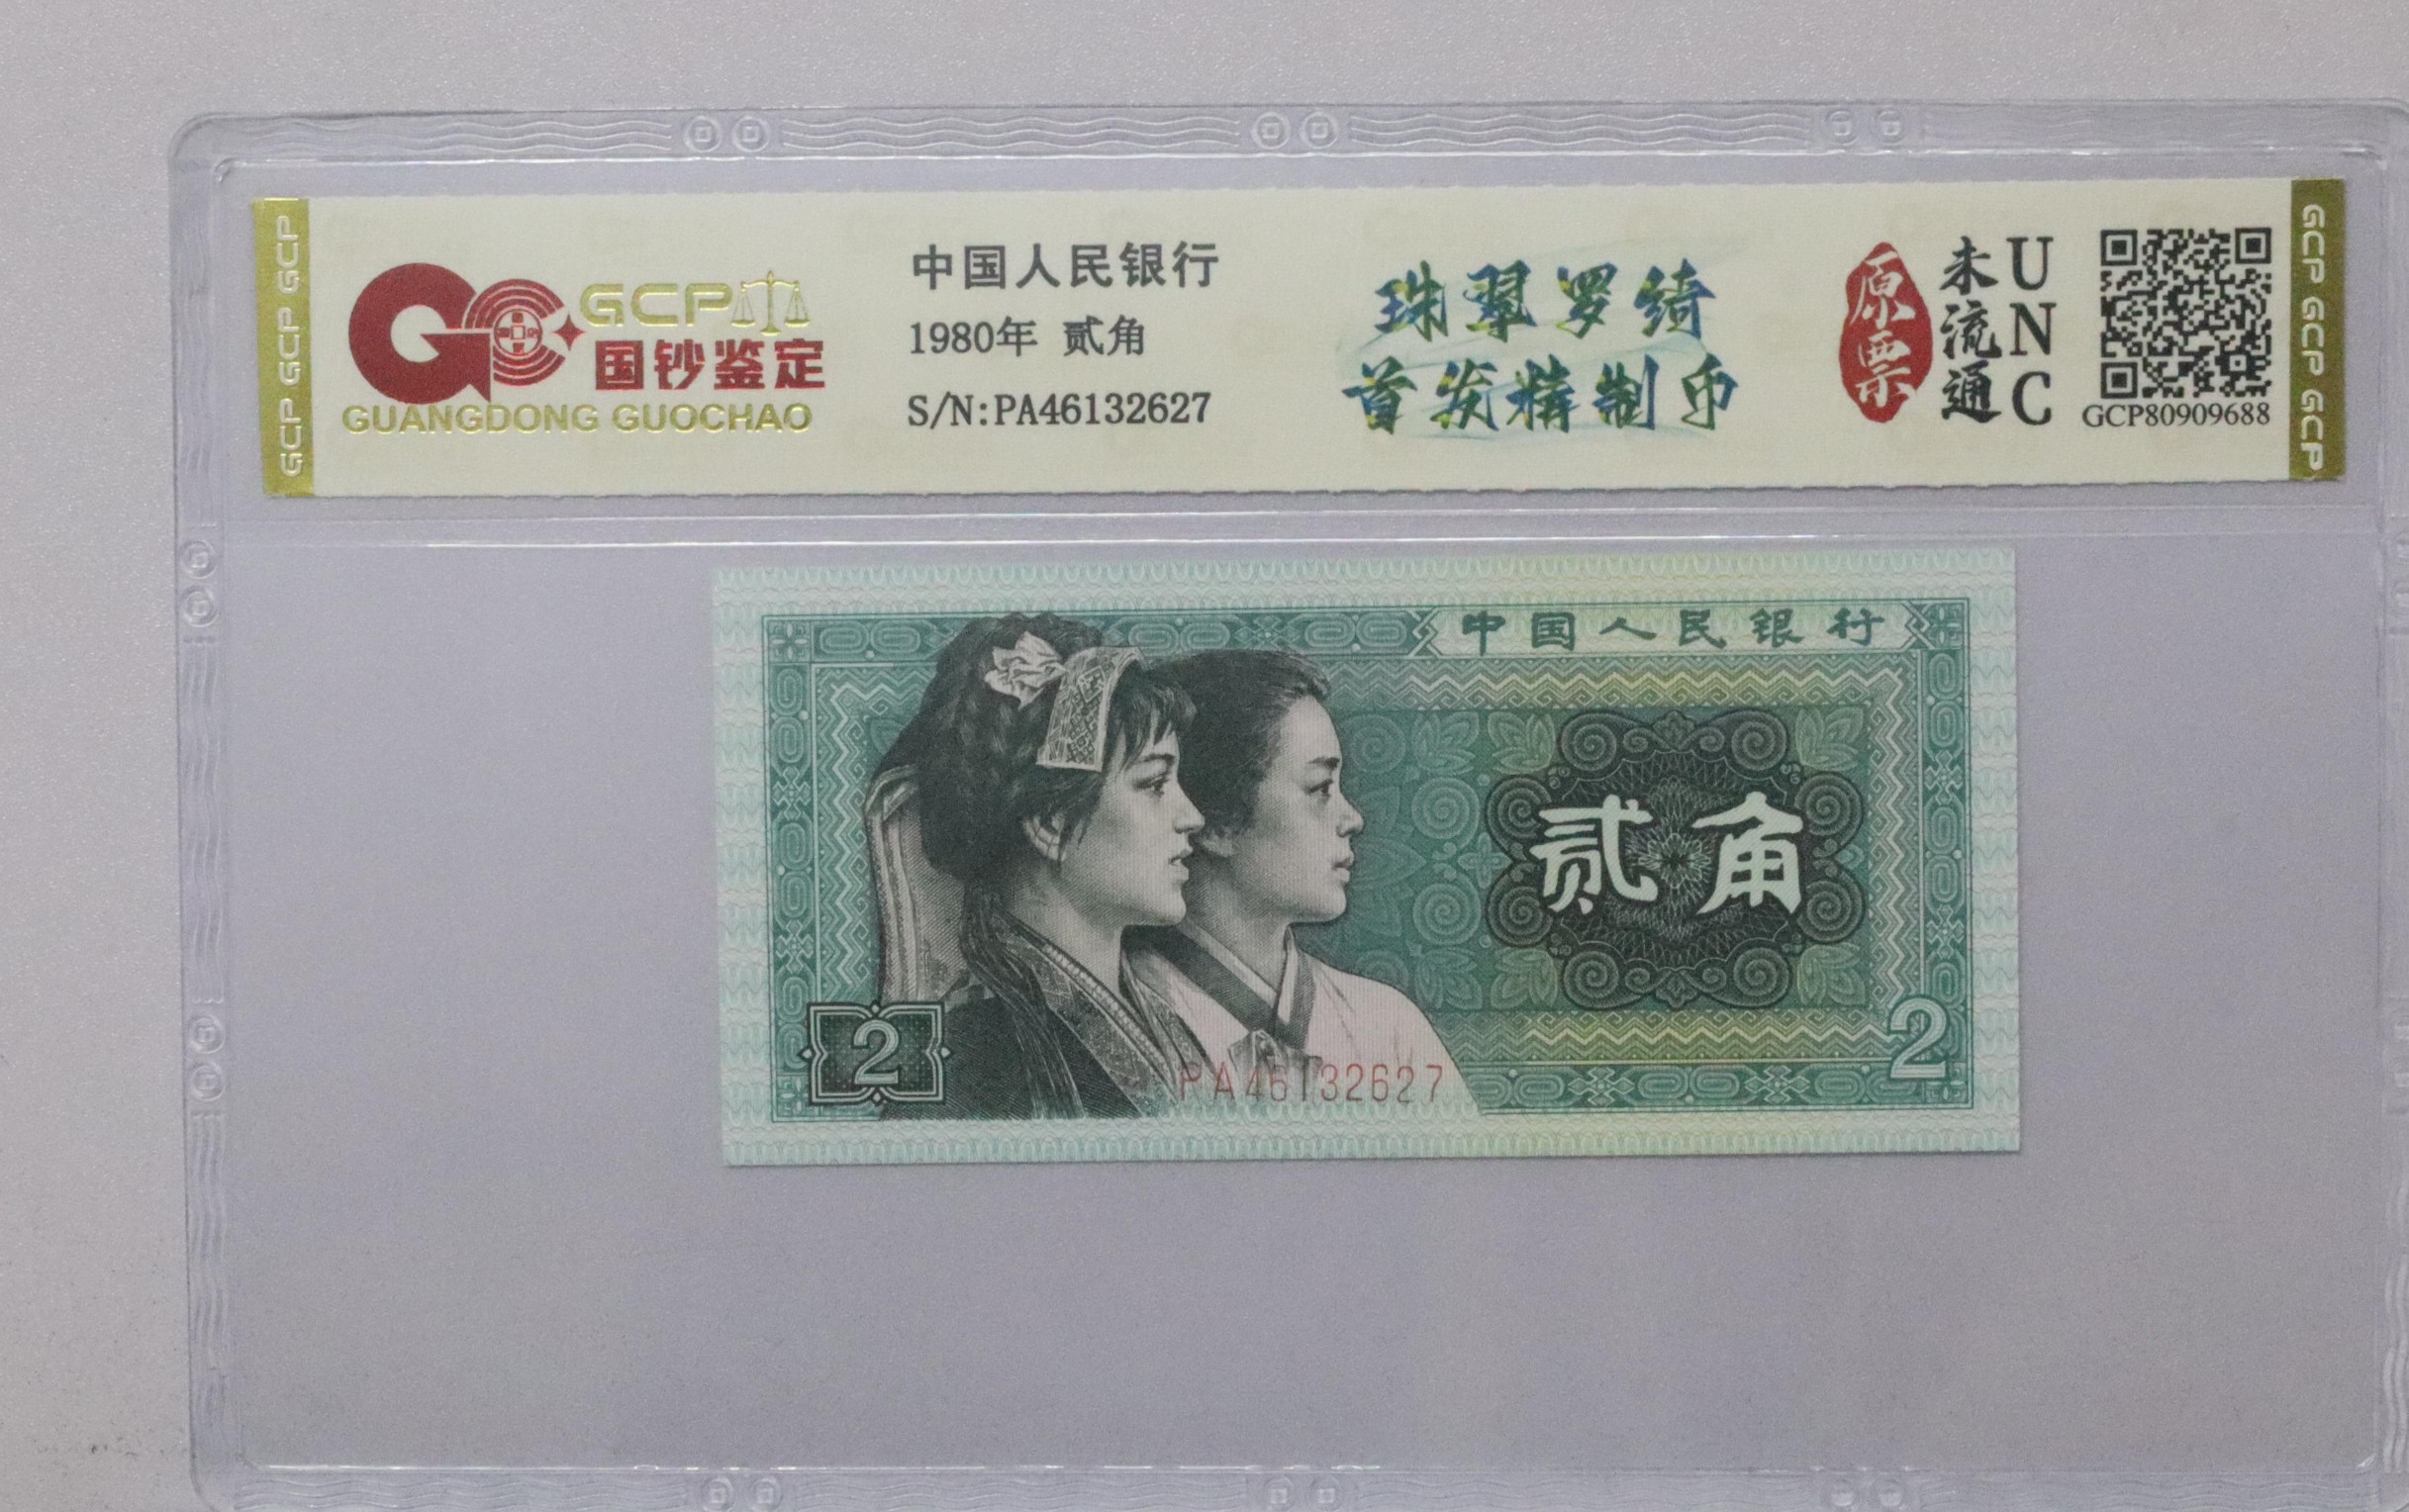 GCP GCP GCP
GCP
国钞鉴定
GUANGDONG GUOCHAO
中国人民银行
1980年 贰角
S/N:PA46132627
珠翠罗绮
首发精制币
原票
未流通
UNC
GCP80909688
GCP GCP GCP
中国人民银行
贰角
2
2
PA46132627